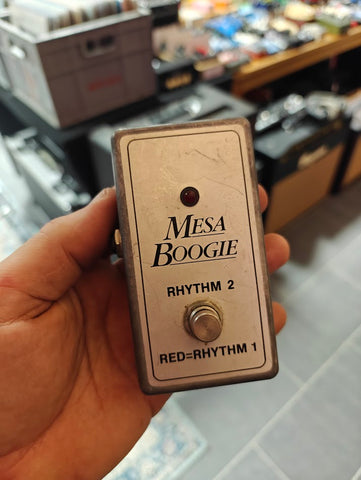 MESA
BOOGIE
RHYTHM 2
RED=RHYTHM 1